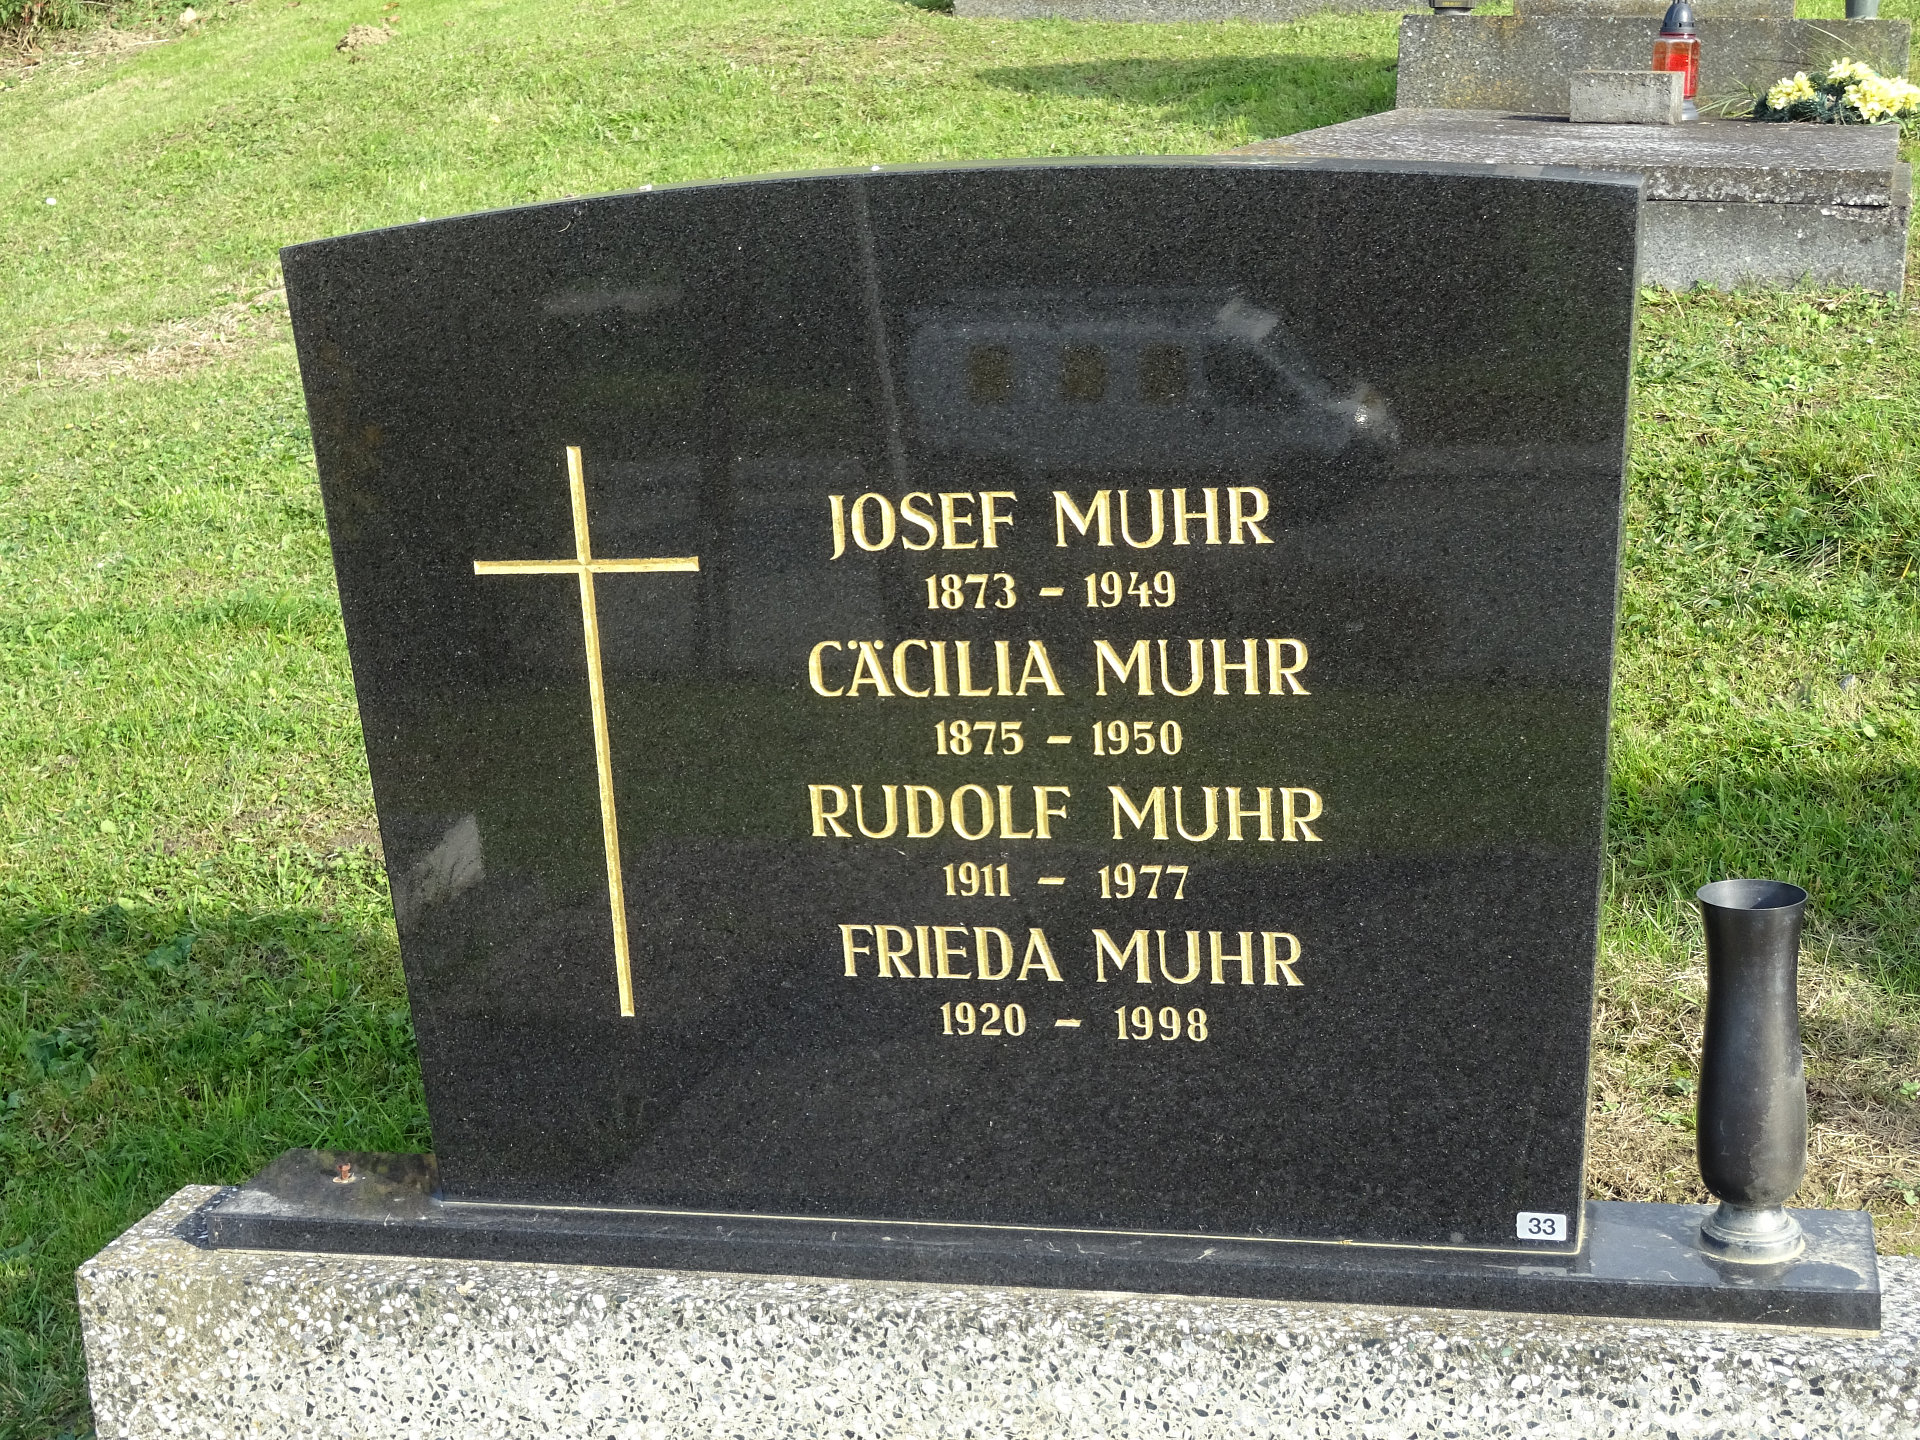 JOSEF MUHR
1873 – 1949
CÄCILIA MUHR
1875 – 1950
RUDOLF MUHR
1911 – 1977
FRIEDA MUHR
1920 – 1998
33